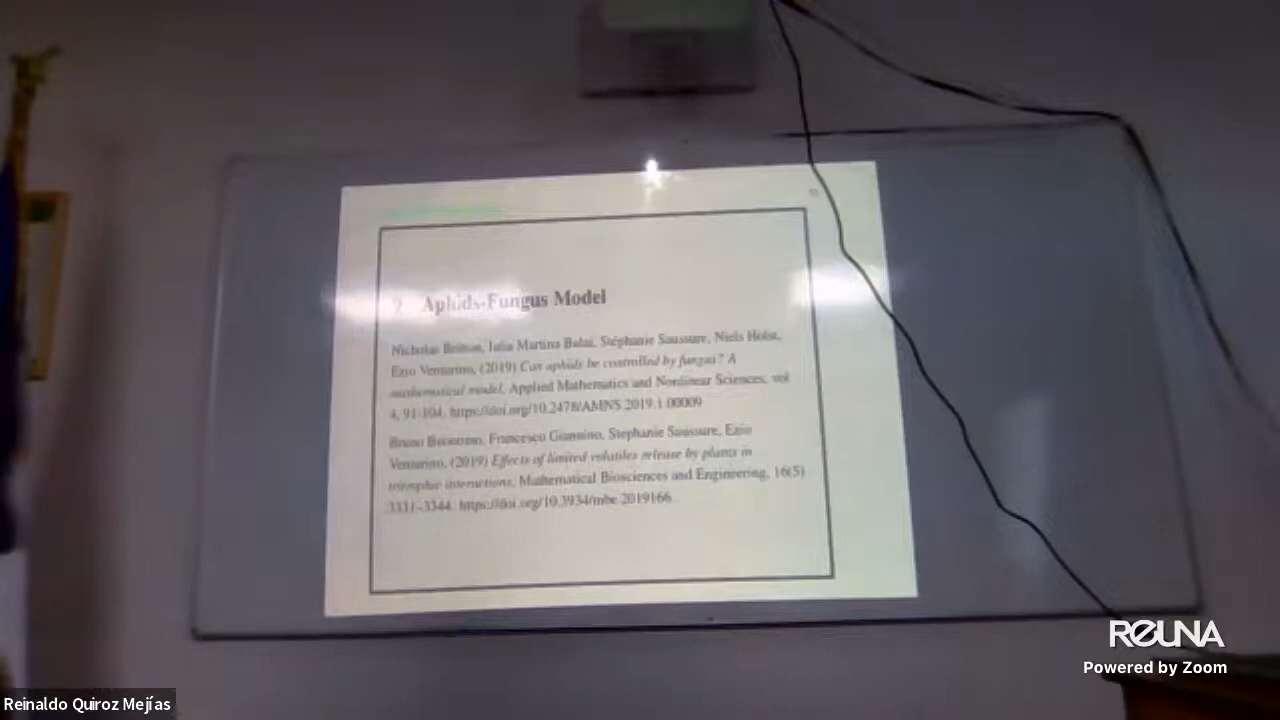 Aphids-Fungus Model
Nicholas Britton, Iulia Martina Bulai, Stéphanie Saussure, Niels Holst,
Ezio Venturino, (2019) Can aphids be controlled by fungus? A
mathematical model, Applied Mathematics and Nonlinear Sciences, vol
4, 91-104. https://doi.org/10.2478/AMNS.2019.1.00009
Bruno Buonomo, Francesco Giannino, Stephanie Saussure, Ezio
Venturino, (2019) Effects of limited volatiles release by plants in
tritrophic interactions, Mathematical Biosciences and Engineering, 16(5)
3331–3344. https://doi.org/10.3934/mbe.2019166
REUNA
Powered by Zoom
Reinaldo Quiroz Mejías